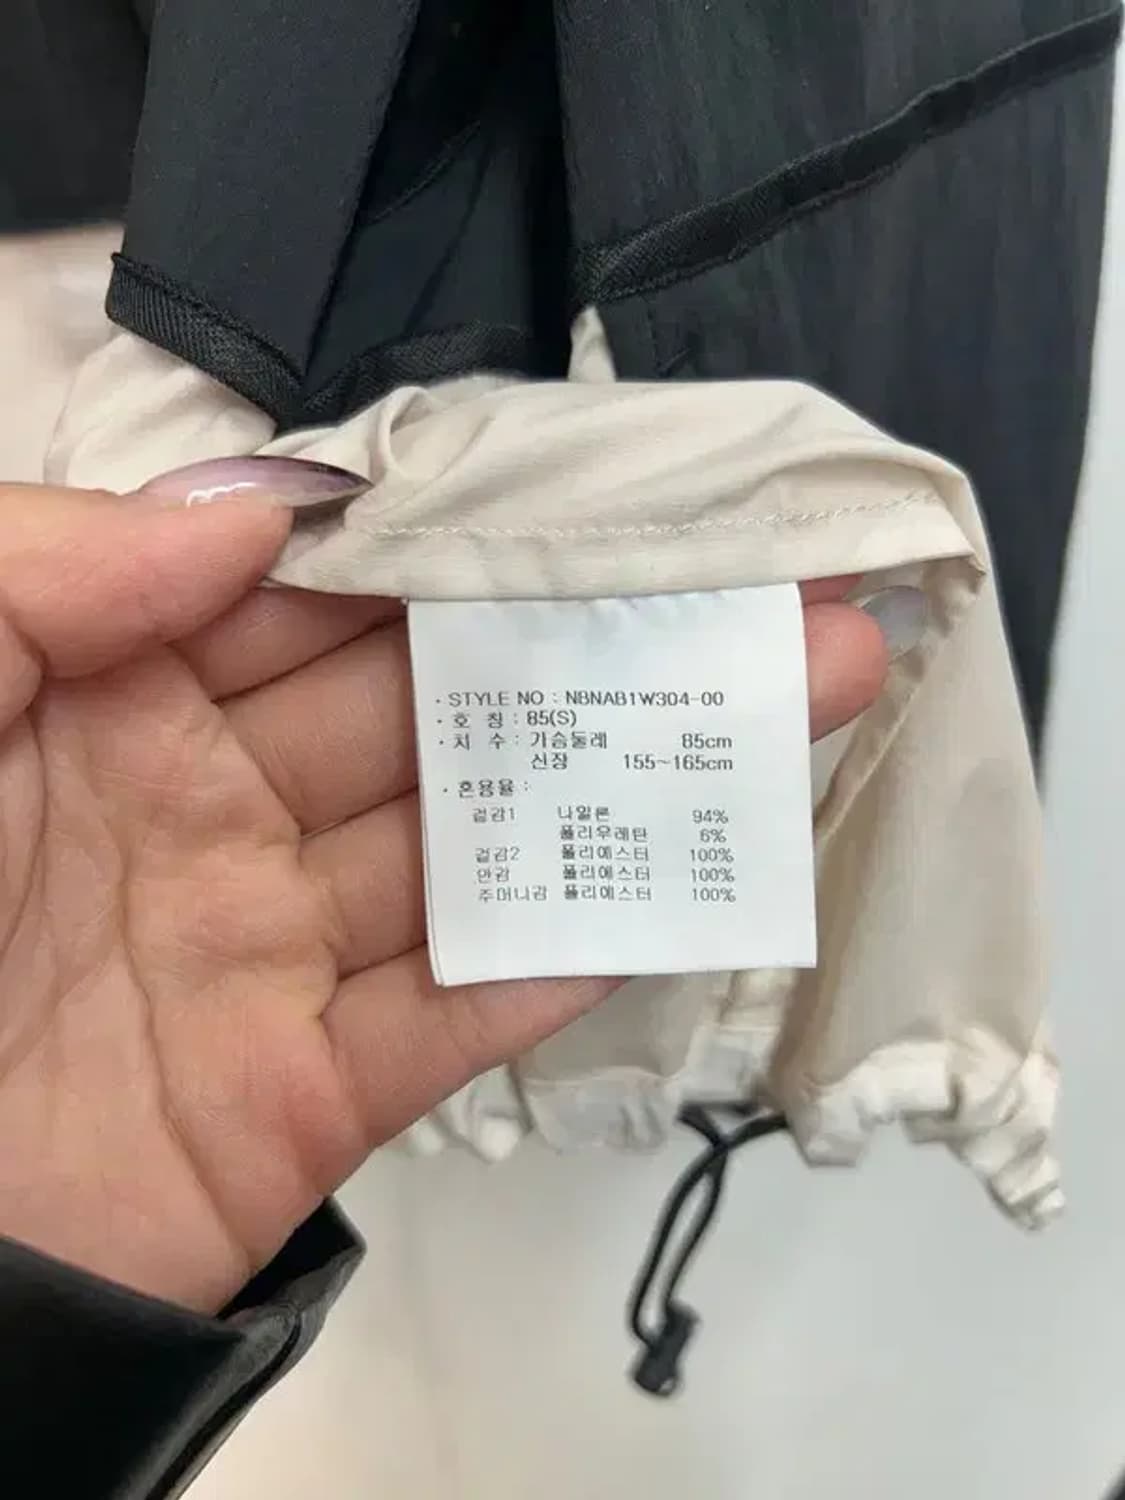 · STYLE NO : NBNAB1W304-00
· 호 칭 : 85(S)
· 치 수 : 가슴둘레 85cm
신장 155~165cm
· 혼용율 :
겉감1 나일론 94%
폴리우레탄 6%
겉감2 폴리에스터 100%
안감 폴리에스터 100%
주머니감 폴리에스터 100%